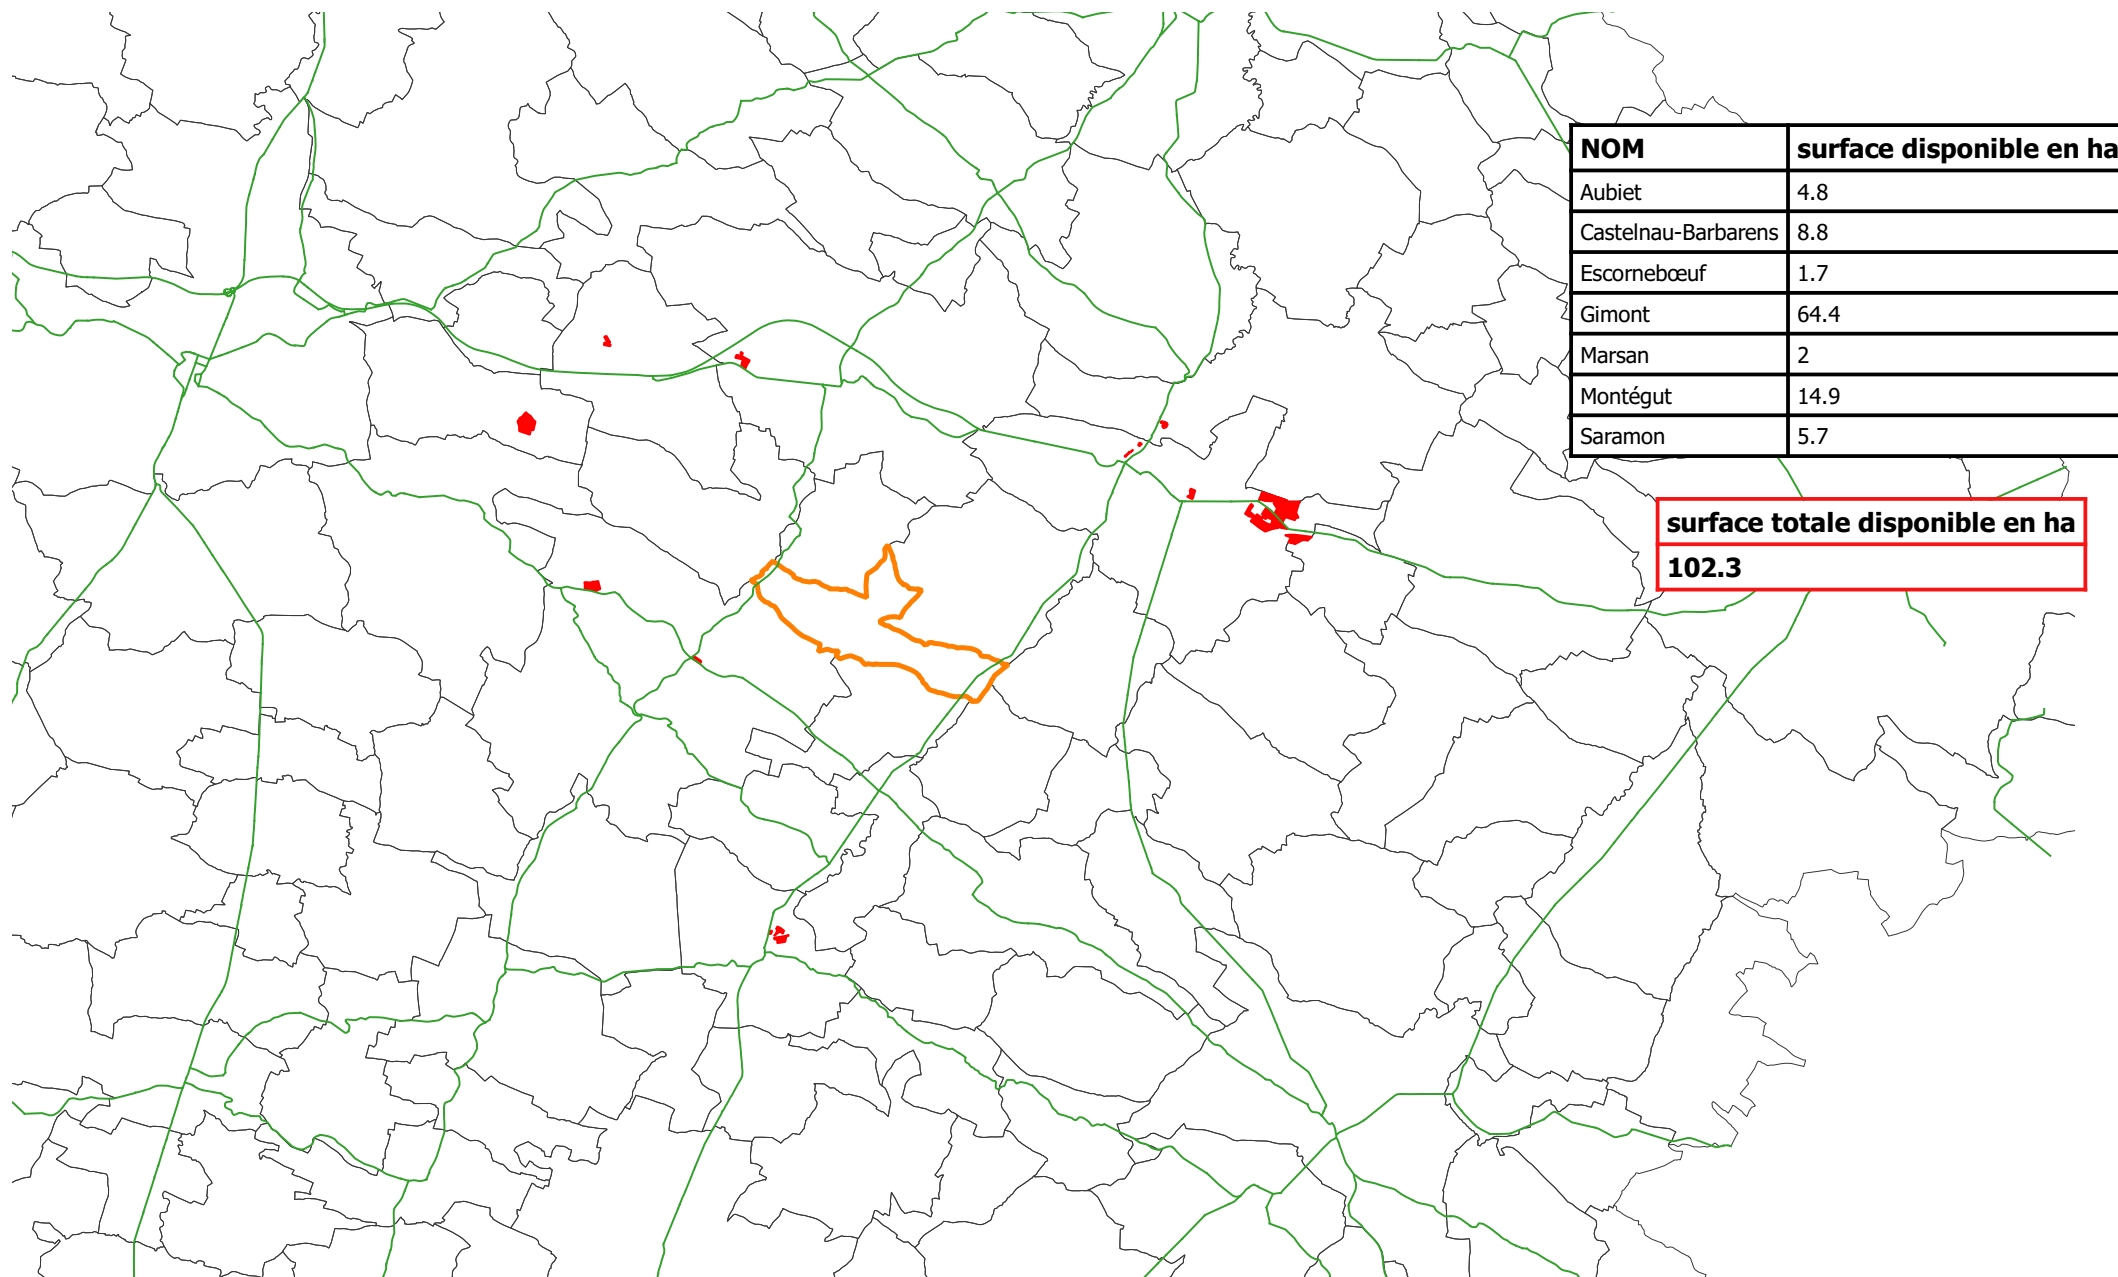 NOM surface disponible en ha
Aubiet 4.8
Castelnau-Barbarens 8.8
Escornebœuf 1.7
Gimont 64.4
Marsan 2
Montégut 14.9
Saramon 5.7
surface totale disponible en ha
102.3